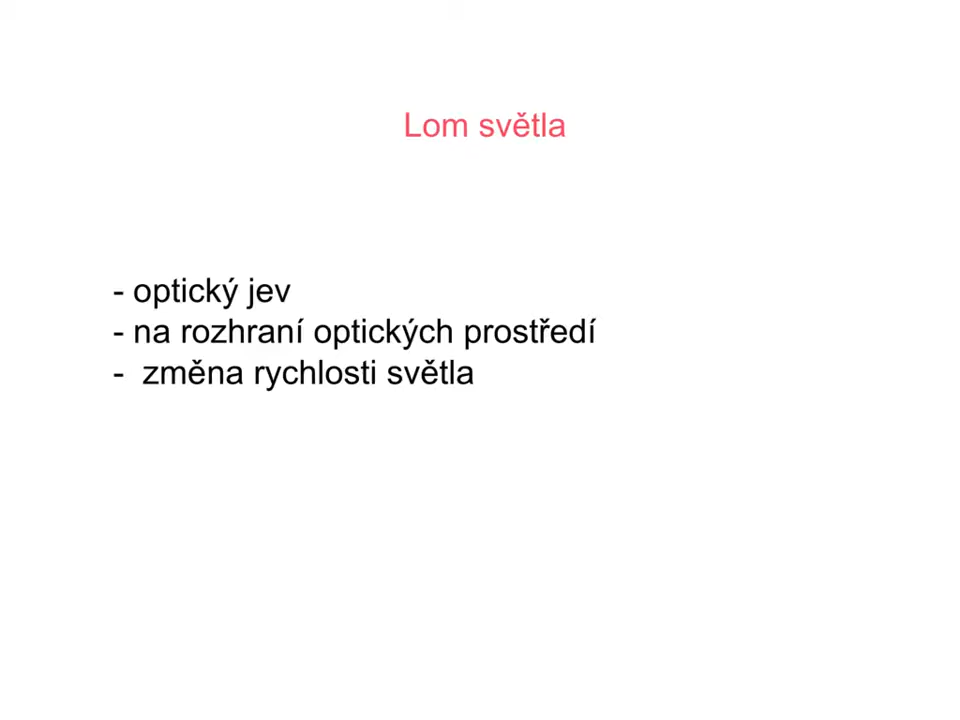 Lom světla
- optický jev
- na rozhraní optických prostředí
-  změna rychlosti světla